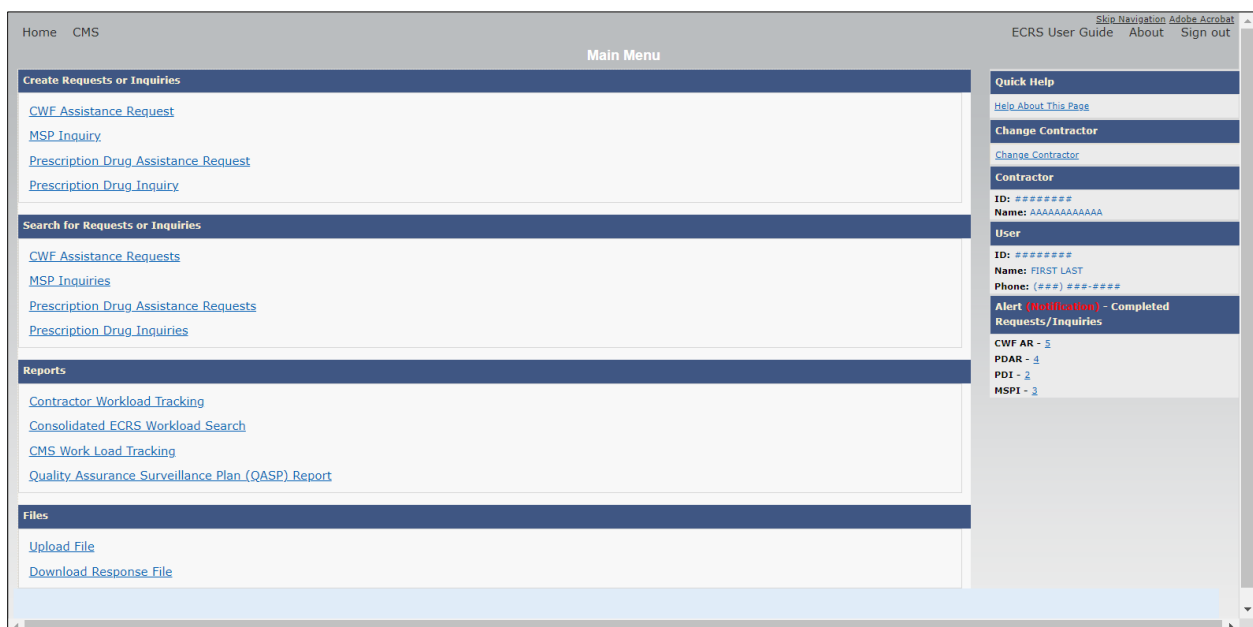 Skip Navigation Adobe Acrobat
Home CMS ECRS User Guide About Sign out
Main Menu
Create Requests or Inquiries
CWF Assistance Request
MSP Inquiry
Prescription Drug Assistance Request
Prescription Drug Inquiry
Search for Requests or Inquiries
CWF Assistance Requests
MSP Inquiries
Prescription Drug Assistance Requests
Prescription Drug Inquiries
Reports
Contractor Workload Tracking
Consolidated ECRS Workload Search
CMS Work Load Tracking
Quality Assurance Surveillance Plan (QASP) Report
Files
Upload File
Download Response File
Quick Help
Help About This Page
Change Contractor
Change Contractor
Contractor
ID: ########
Name: AAAAAAAAAAAA
User
ID: ########
Name: FIRST LAST
Phone: (###) ###-####
Alert (Notification) - Completed
Requests/Inquiries
CWF AR - 5
PDAR - 4
PDI - 2
MSPI - 3